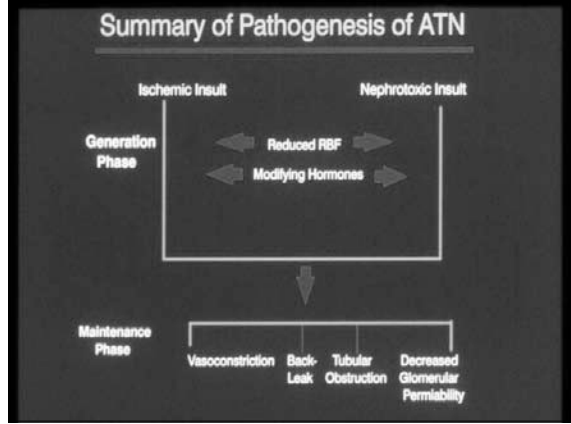 Summary of Pathogenesis of ATN
Ischemic Insult
Nephrotoxic Insult
Generation
Phase
Reduced RBF
Modifying Hormones
Maintenance
Phase
Vasoconstriction
Back-
Leak
Tubular
Obstruction
Decreased
Glomerular
Permiability